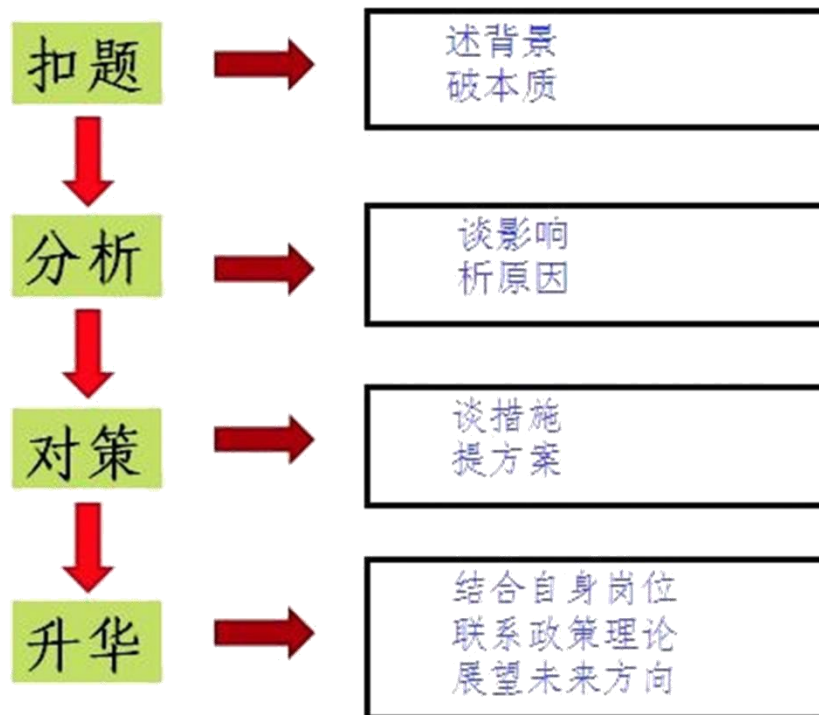 扣题
述背景
破本质
分析
谈影响
析原因
对策
谈措施
提方案
升华
结合自身岗位
联系政策理论
展望未来方向